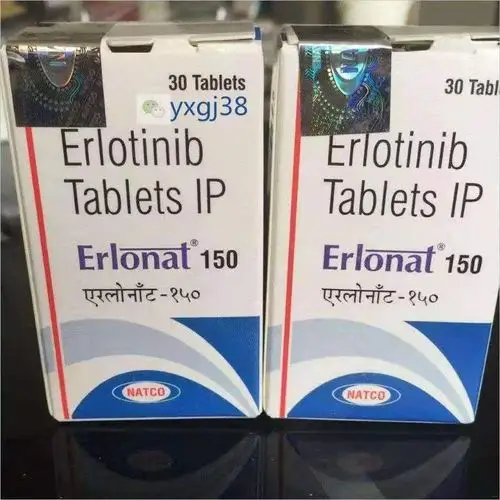 30 Tablets
yxgj38
Erlotinib
Tablets IP
Erlonat® 150
एरलोनाँट-१५०
NATCO
30 Tabl
Erlotinib
Tablets IP
Erlonat® 150
एरलोनाँट-१५०
NATCO